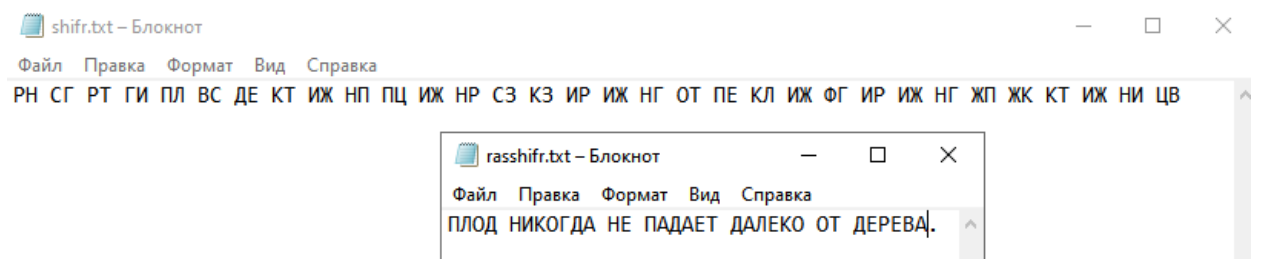 shifr.txt – Блокнот
Файл Правка Формат Вид Справка
РН СГ РТ ГИ ПЛ ВС ДЕ КТ ИЖ НП ПЦ ИЖ НР СЗ КЗ ИР ИЖ НГ ОТ ПЕ КЛ ИЖ ФГ ИР ИЖ НГ ЖП ЖК КТ ИЖ НИ ЦВ
rasshifr.txt – Блокнот
Файл Правка Формат Вид Справка
ПЛОД НИКОГДА НЕ ПАДАЕТ ДАЛЕКО ОТ ДЕРЕВА.